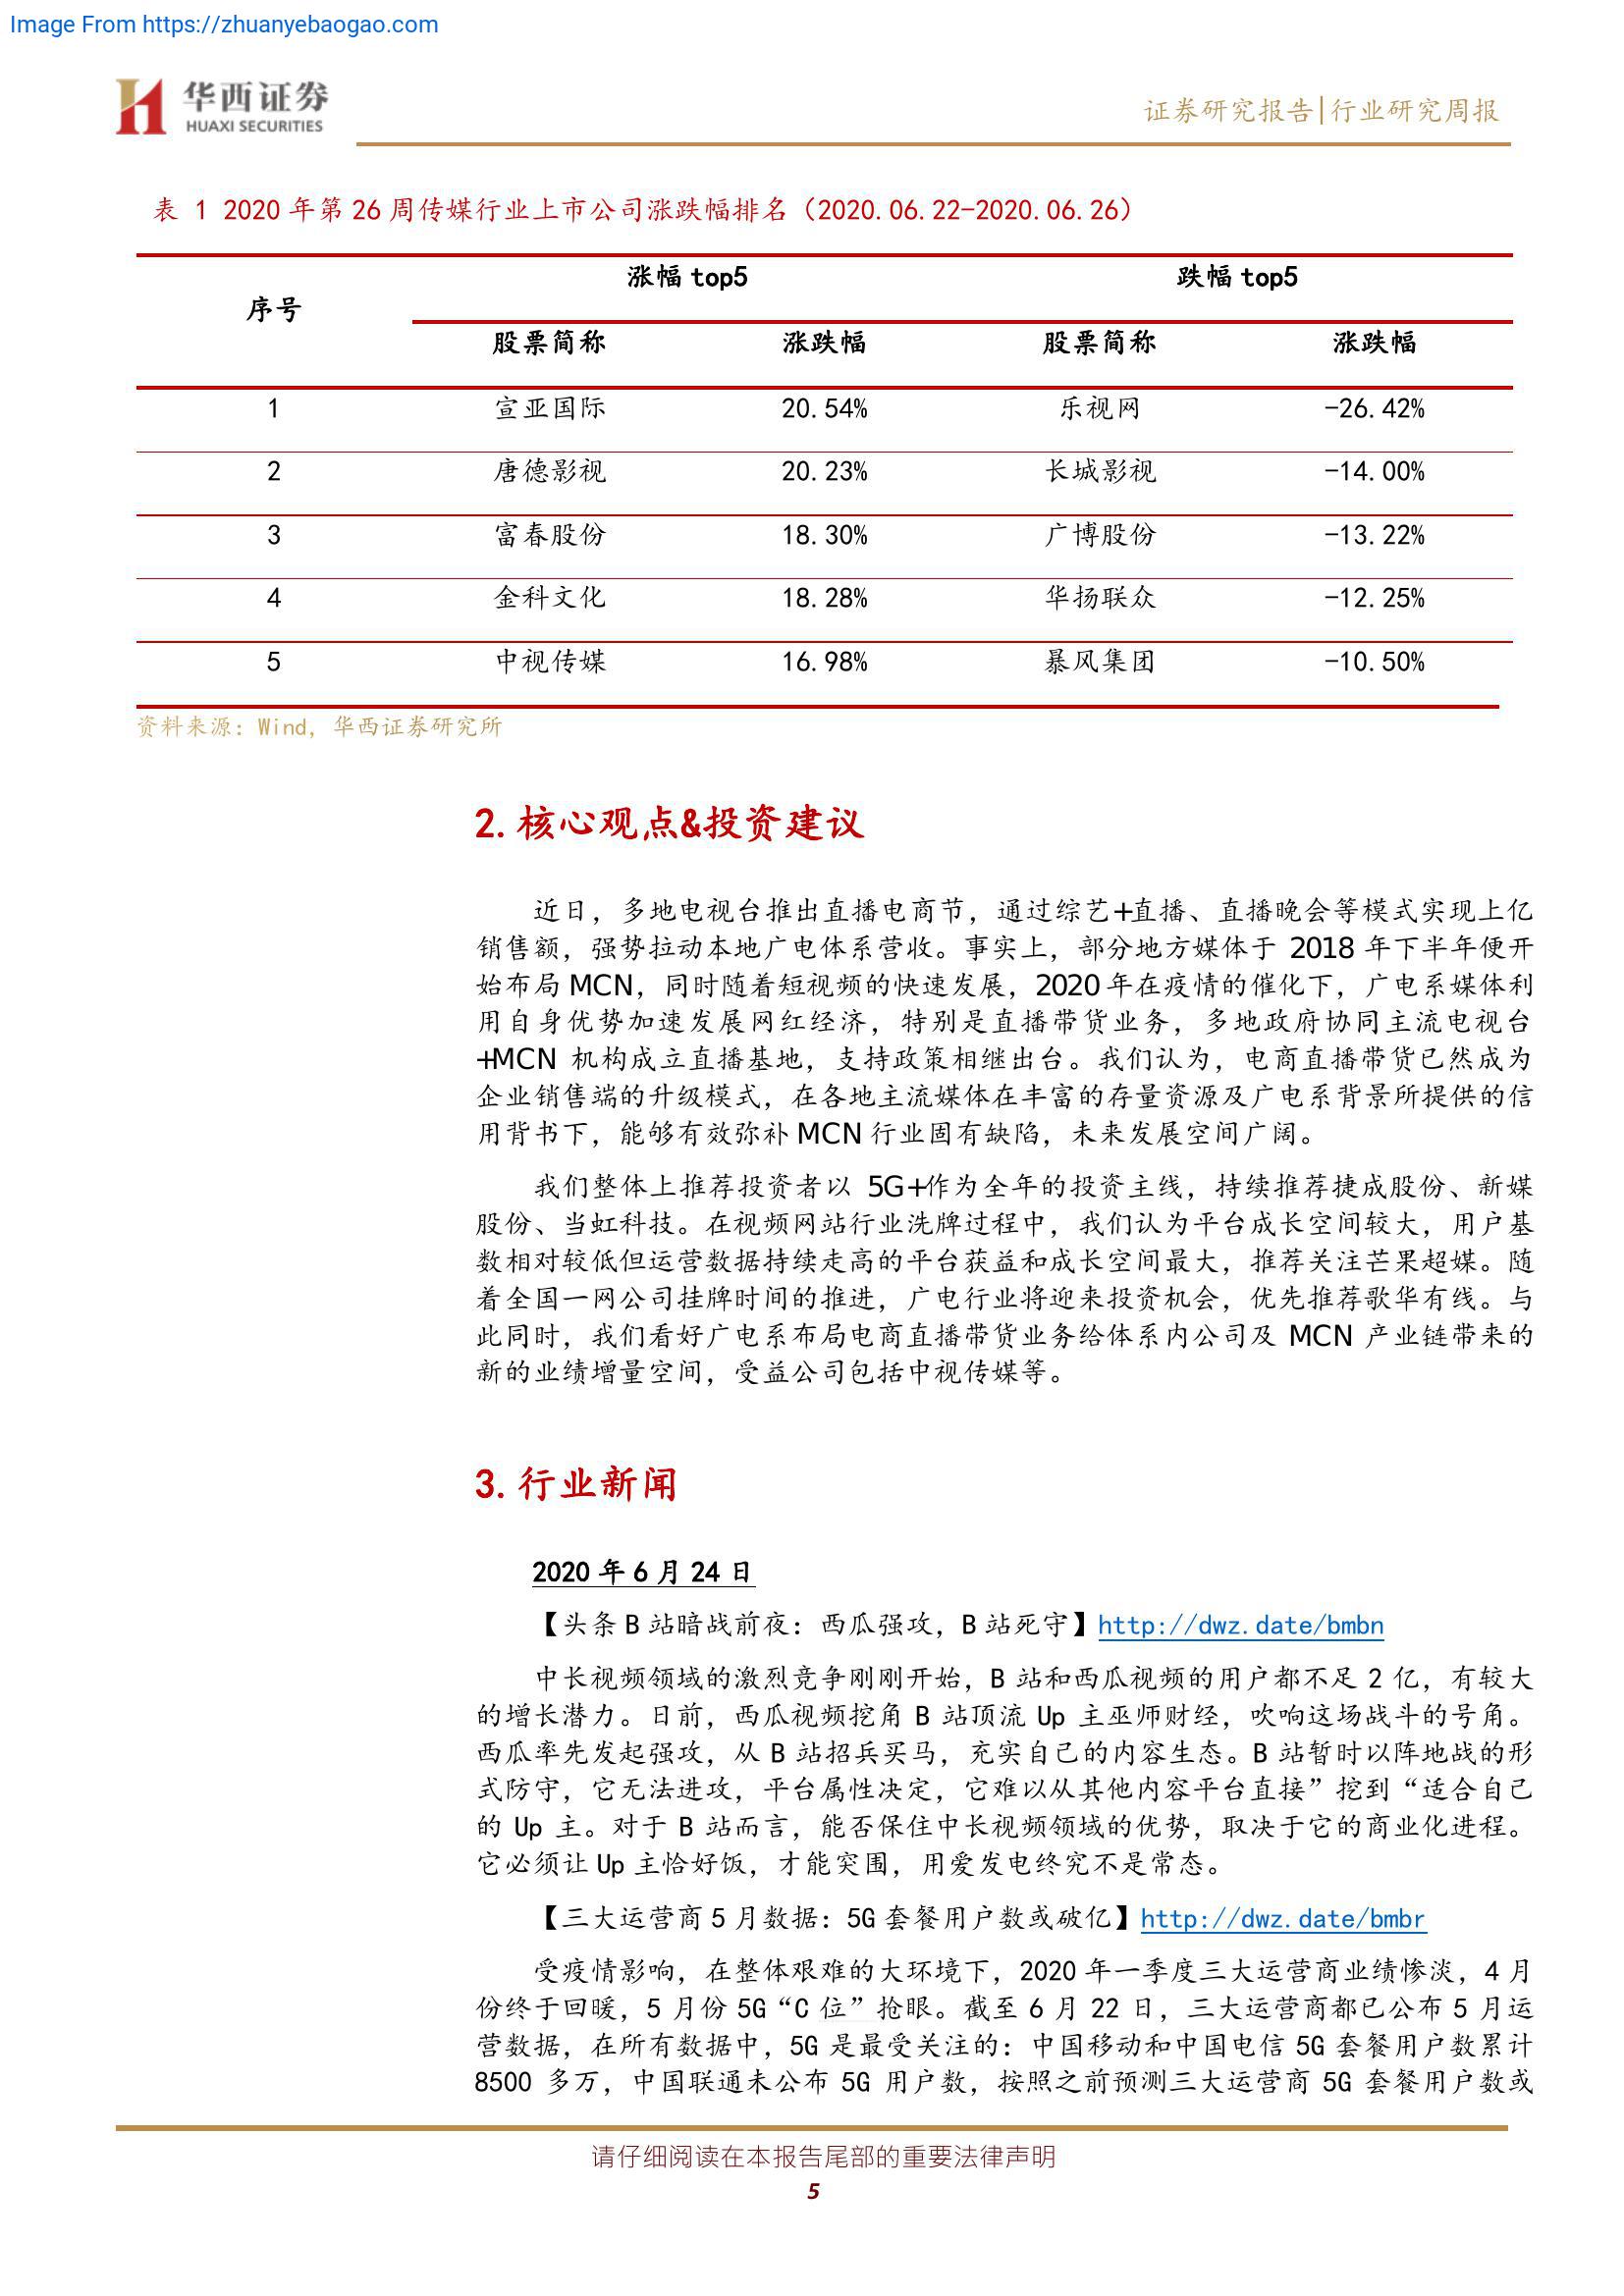 Image From https://zhuanyebaogao.com
华西证券
HUAXI SECURITIES
证券研究报告|行业研究周报
表 1 2020 年第 26 周传媒行业上市公司涨跌幅排名（2020.06.22-2020.06.26）
序号 涨幅 top5 跌幅 top5
股票简称 涨跌幅 股票简称 涨跌幅
1 宣亚国际 20.54% 乐视网 -26.42%
2 唐德影视 20.23% 长城影视 -14.00%
3 富春股份 18.30% 广博股份 -13.22%
4 金科文化 18.28% 华扬联众 -12.25%
5 中视传媒 16.98% 暴风集团 -10.50%
资料来源：Wind，华西证券研究所
2. 核心观点&投资建议
近日，多地电视台推出直播电商节，通过综艺+直播、直播晚会等模式实现上亿
销售额，强势拉动本地广电体系营收。事实上，部分地方媒体于 2018 年下半年便开
始布局 MCN，同时随着短视频的快速发展，2020 年在疫情的催化下，广电系媒体利
用自身优势加速发展网红经济，特别是直播带货业务，多地政府协同主流电视台
+MCN 机构成立直播基地，支持政策相继出台。我们认为，电商直播带货已然成为
企业销售端的升级模式，在各地主流媒体在丰富的存量资源及广电系背景所提供的信
用背书下，能够有效弥补 MCN 行业固有缺陷，未来发展空间广阔。
我们整体上推荐投资者以 5G+作为全年的投资主线，持续推荐捷成股份、新媒
股份、当虹科技。在视频网站行业洗牌过程中，我们认为平台成长空间较大，用户基
数相对较低但运营数据持续走高的平台获益和成长空间最大，推荐关注芒果超媒。随
着全国一网公司挂牌时间的推进，广电行业将迎来投资机会，优先推荐歌华有线。与
此同时，我们看好广电系布局电商直播带货业务给体系内公司及 MCN 产业链带来的
新的业绩增量空间，受益公司包括中视传媒等。
3. 行业新闻
2020 年 6 月 24 日
【头条 B 站暗战前夜：西瓜强攻，B 站死守】http://dwz.date/bmbn
中长视频领域的激烈竞争刚刚开始，B 站和西瓜视频的用户都不足 2 亿，有较大
的增长潜力。日前，西瓜视频挖角 B 站顶流 Up 主巫师财经，吹响这场战斗的号角。
西瓜率先发起强攻，从 B 站招兵买马，充实自己的内容生态。B 站暂时以阵地战的形
式防守，它无法进攻，平台属性决定，它难以从其他内容平台直接”挖到“适合自己
的 Up 主。对于 B 站而言，能否保住中长视频领域的优势，取决于它的商业化进程。
它必须让 Up 主恰好饭，才能突围，用爱发电终究不是常态。
【三大运营商 5 月数据：5G 套餐用户数或破亿】http://dwz.date/bmbr
受疫情影响，在整体艰难的大环境下，2020 年一季度三大运营商业绩惨淡，4 月
份终于回暖，5 月份 5G“C 位”抢眼。截至 6 月 22 日，三大运营商都已公布 5 月运
营数据，在所有数据中，5G 是最受关注的：中国移动和中国电信 5G 套餐用户数累计
8500 多万，中国联通未公布 5G 用户数，按照之前预测三大运营商 5G 套餐用户数或
请仔细阅读在本报告尾部的重要法律声明
5